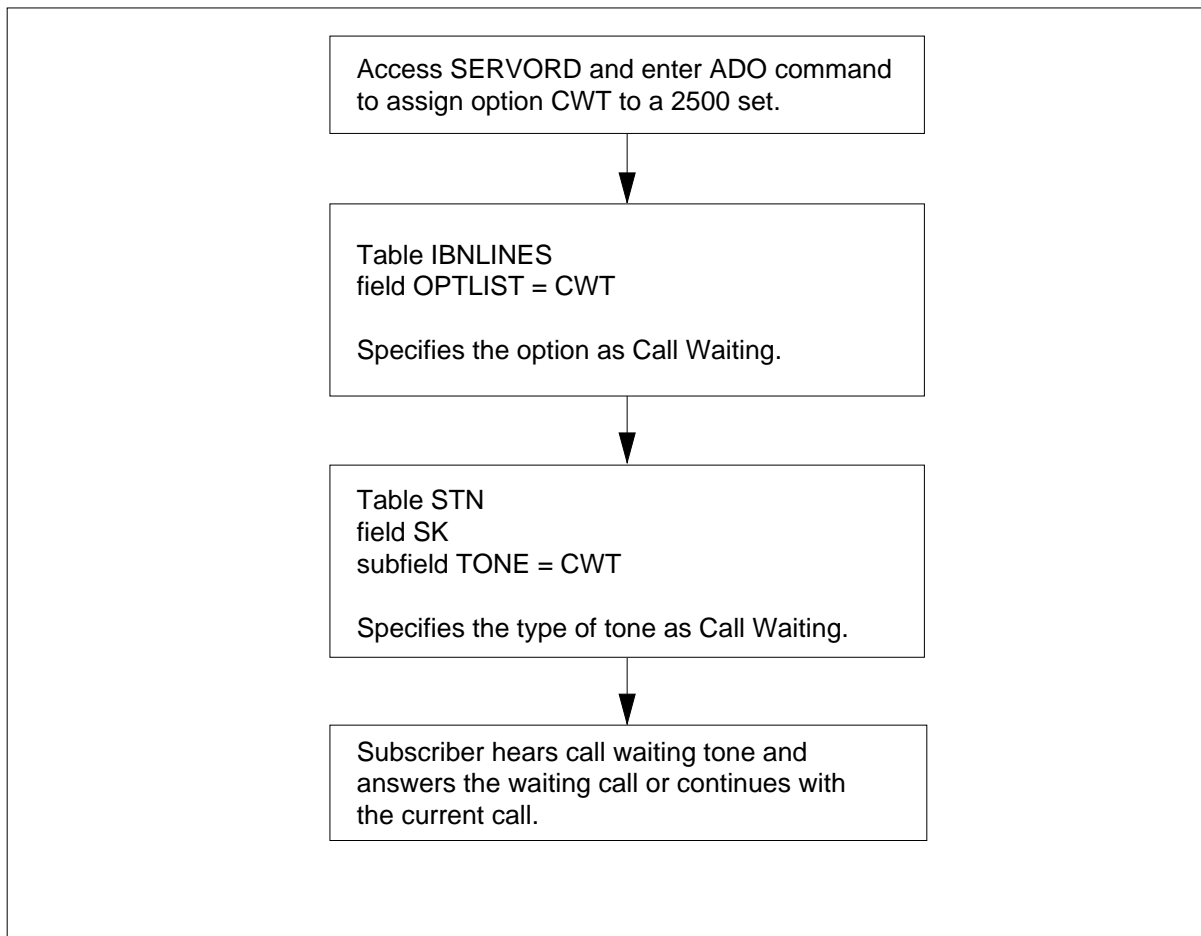 Access SERVORD and enter ADO command
to assign option CWT to a 2500 set.
Table IBNLINES
field OPTLIST = CWT
Specifies the option as Call Waiting.
Table STN
field SK
subfield TONE = CWT
Specifies the type of tone as Call Waiting.
Subscriber hears call waiting tone and
answers the waiting call or continues with
the current call.